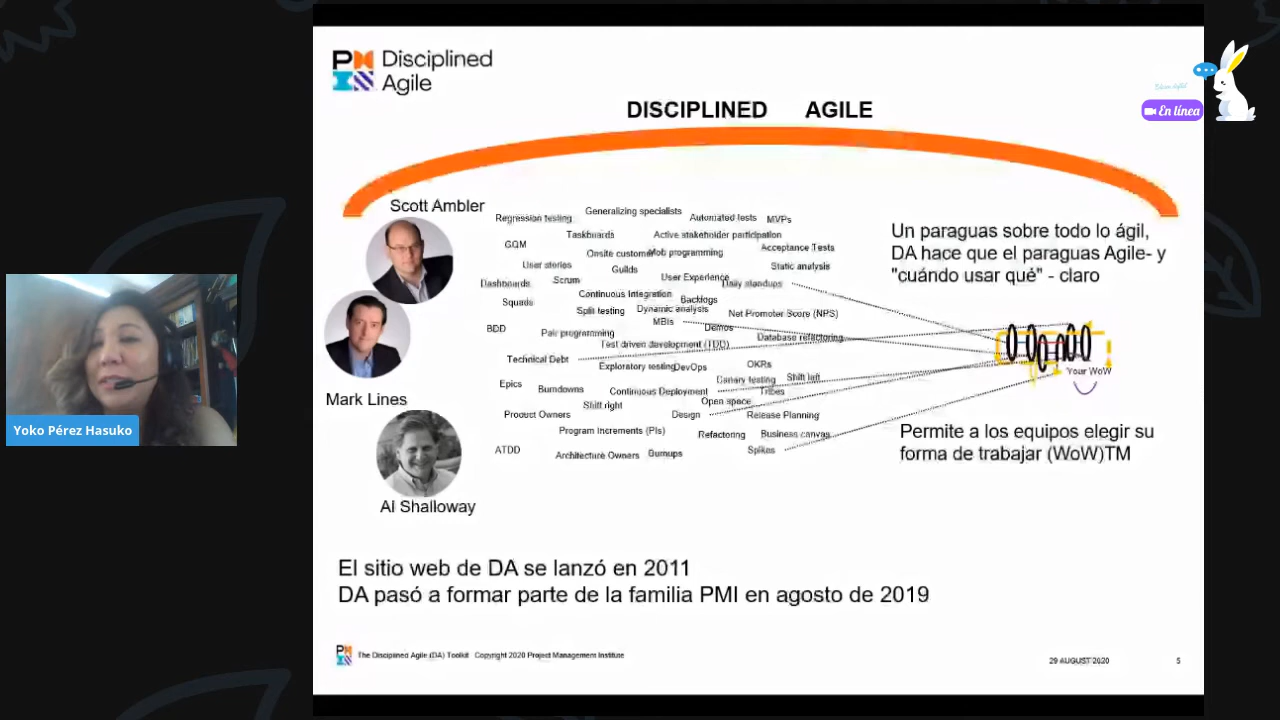 PM
Disciplined
Agile
En línea
DISCIPLINED AGILE
Scott Ambler
Regression testing
Generalizing specialists
Automated tests
MVPs
Taskboards
Active stakeholder participation
GQM
Onsite customer
Mob programming
Acceptance Tests
User stories
Guilds
Static analysis
Dashboards
Scrum
User Experience
Daily standups
Continuous Integration
Squads
Backlogs
Split testing
Dynamic analysis
Net Promoter Score (NPS)
MBIs
Demos
BDD
Pair programming
Database refactoring
Test driven development (TDD)
Technical Debt
Exploratory testing
DevOps
OKRs
Canary testing
Shift left
Epics
Burndowns
Continuous Deployment
Tribes
Open space
Shift right
Product Owners
Design
Release Planning
Program Increments (PIs)
Refactoring
Business canvas
ATDD
Architecture Owners
Burnups
Spikes
Mark Lines
Al Shalloway
Un paraguas sobre todo lo ágil,
DA hace que el paraguas Agile- y
"cuándo usar qué" - claro
Your WoW
Permite a los equipos elegir su
forma de trabajar (WoW)TM
Yoko Pérez Hasuko
El sitio web de DA se lanzó en 2011
DA pasó a formar parte de la familia PMI en agosto de 2019
The Disciplined Agile (DA) Toolkit Copyright 2020 Project Management Institute
29 AUGUST 2020
5